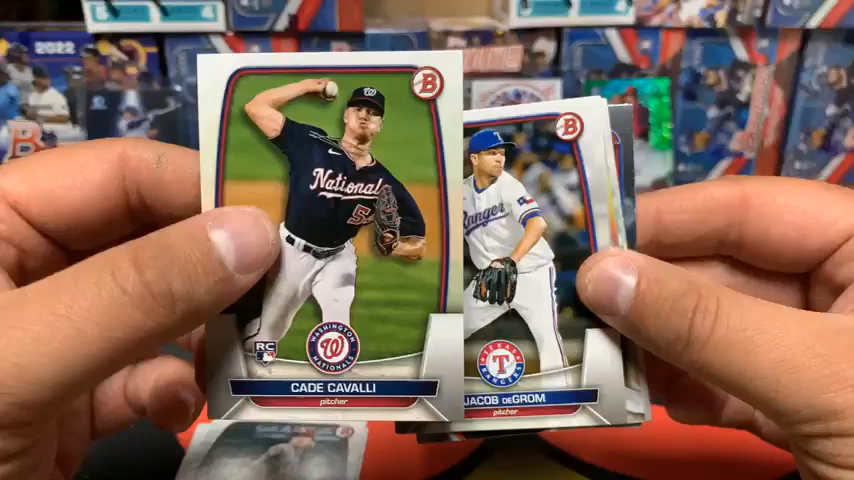 2022
B
Nationals
RC
WASHINGTON
W
NATIONALS
CADE CAVALLI
pitcher
B
T
Rangers
TEXAS
T
RANGERS
JACOB DEGROM
pitcher